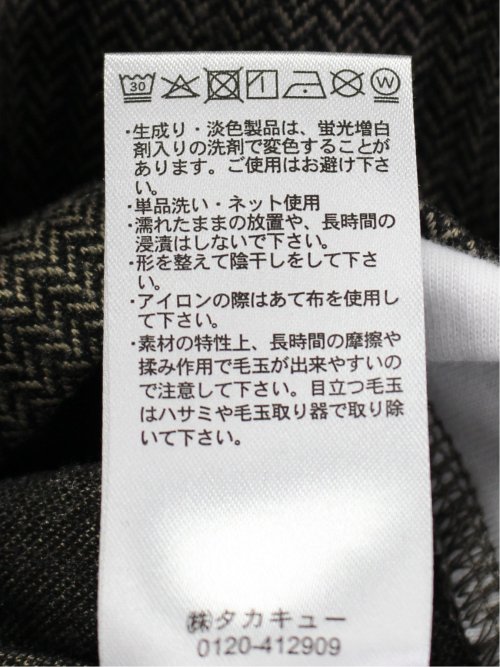 30 W
・生成り・淡色製品は、蛍光増白
剤入りの洗剤で変色することが
あります。ご使用はお避け下さ
い。
・単品洗い・ネット使用
・濡れたままの放置や、長時間の
浸漬はしないで下さい。
・形を整えて陰干しをして下さ
い。
・アイロンの際はあて布を使用し
て下さい。
・素材の特性上、長時間の摩擦や
揉み作用で毛玉が出来やすいの
で注意して下さい。目立つ毛玉
はハサミや毛玉取り器で取り除
いて下さい。
㈱タカキュー
0120-412909